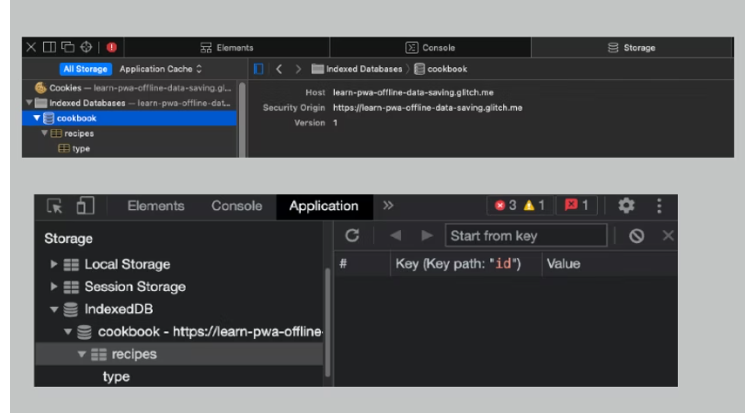 Elements
Console
Storage
All Storage Application Cache
Indexed Databases cookbook
Cookies — learn-pwa-offline-data-saving.gl...
Indexed Databases — learn-pwa-offline-dat...
cookbook
recipes
type
Host learn-pwa-offline-data-saving.glitch.me
Security Origin https://learn-pwa-offline-data-saving.glitch.me
Version 1
Elements Console Application » 3 1 1
Storage
Local Storage
Session Storage
IndexedDB
cookbook - https://learn-pwa-offline-
recipes
type
Start from key
# Key (Key path: "id") Value